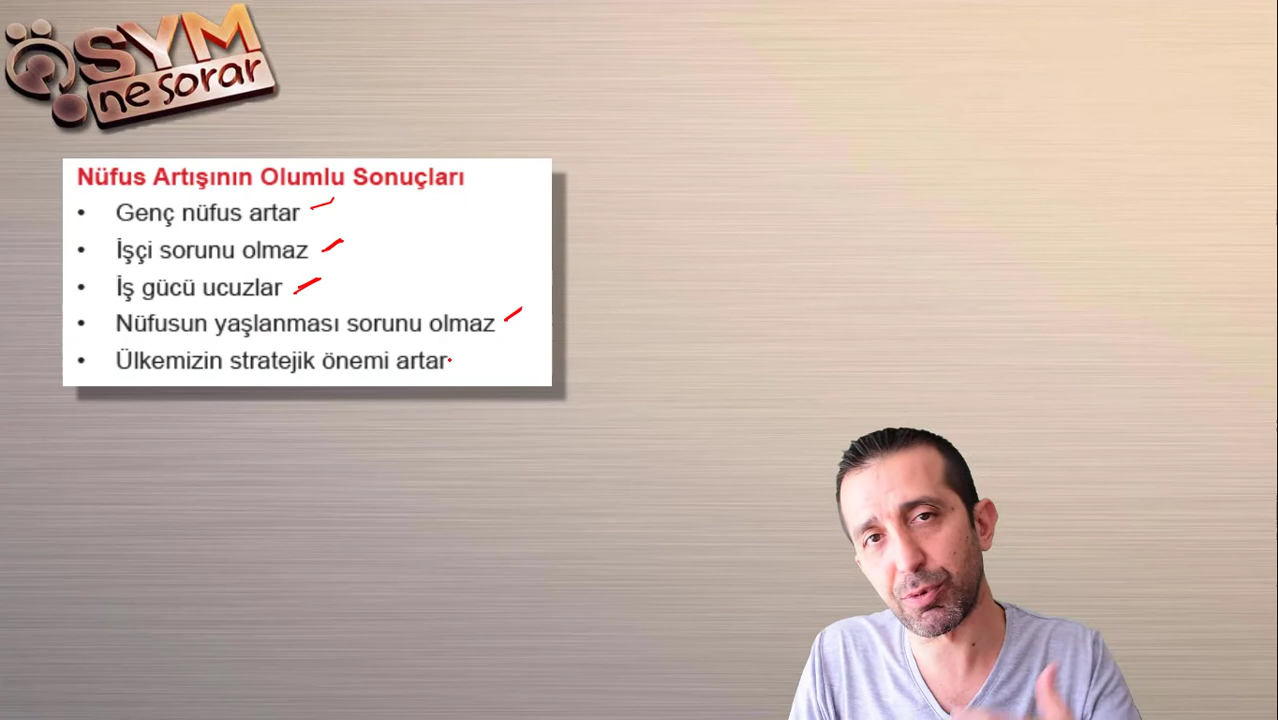 ÖSYM
ne sorar
Nüfus Artışının Olumlu Sonuçları
• Genç nüfus artar
• İşçi sorunu olmaz
• İş gücü ucuzlar
• Nüfusun yaşlanması sorunu olmaz
• Ülkemizin stratejik önemi artar